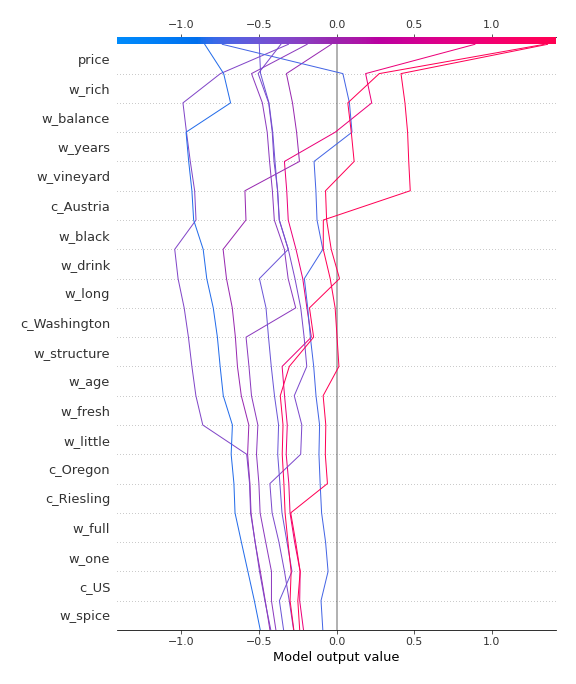 −1.0 −0.5 0.0 0.5 1.0
price
w_rich
w_balance
w_years
w_vineyard
c_Austria
w_black
w_drink
w_long
c_Washington
w_structure
w_age
w_fresh
w_little
c_Oregon
c_Riesling
w_full
w_one
c_US
w_spice
−1.0 −0.5 0.0 0.5 1.0
Model output value